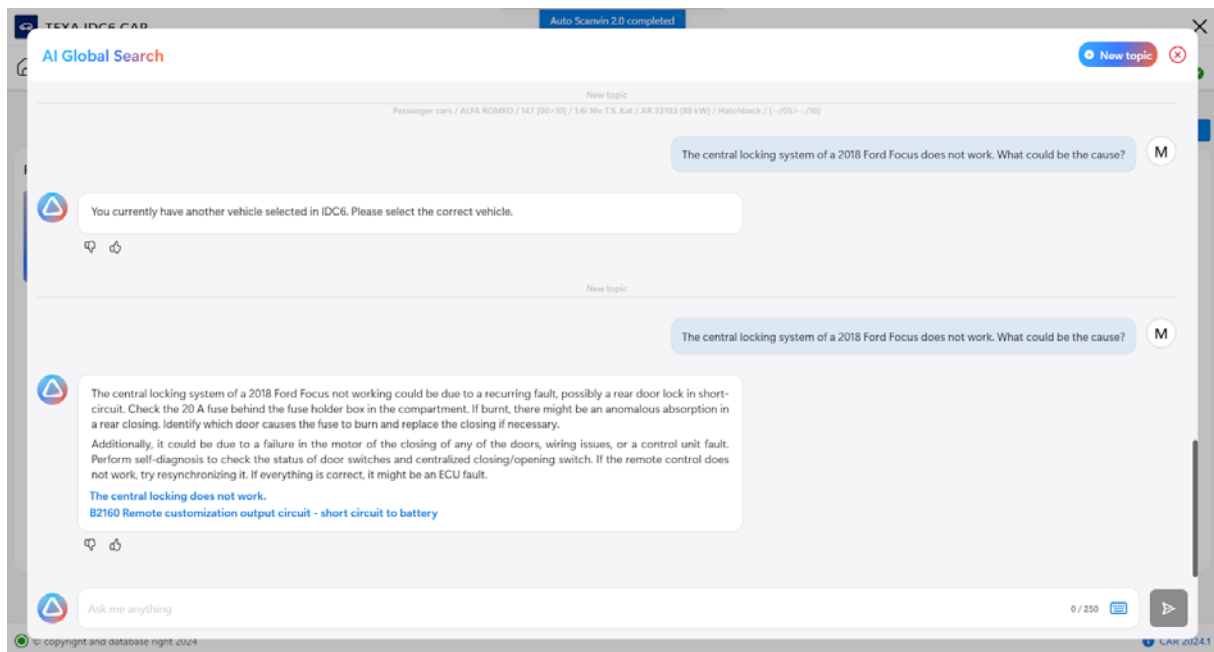 TEXA IDC6 CAR
Auto Scanvin 2.0 completed
AI Global Search
New topic
New topic
Passenger cars / ALFA ROMEO / 147 [00>10] / 1.6i 16v T.S. Kat / AR 32103 (88 kW) / Hatchback / [--/05>--/10]
The central locking system of a 2018 Ford Focus does not work. What could be the cause?
M
You currently have another vehicle selected in IDC6. Please select the correct vehicle.
New topic
The central locking system of a 2018 Ford Focus does not work. What could be the cause?
M
The central locking system of a 2018 Ford Focus not working could be due to a recurring fault, possibly a rear door lock in short-
circuit. Check the 20 A fuse behind the fuse holder box in the compartment. If burnt, there might be an anomalous absorption in
a rear closing. Identify which door causes the fuse to burn and replace the closing if necessary.
Additionally, it could be due to a failure in the motor of the closing of any of the doors, wiring issues, or a control unit fault.
Perform self-diagnosis to check the status of door switches and centralized closing/opening switch. If the remote control does
not work, try resynchronizing it. If everything is correct, it might be an ECU fault.
The central locking does not work.
B2160 Remote customization output circuit - short circuit to battery
Ask me anything
0 / 250
© copyright and database right 2024
CAR 2024.1